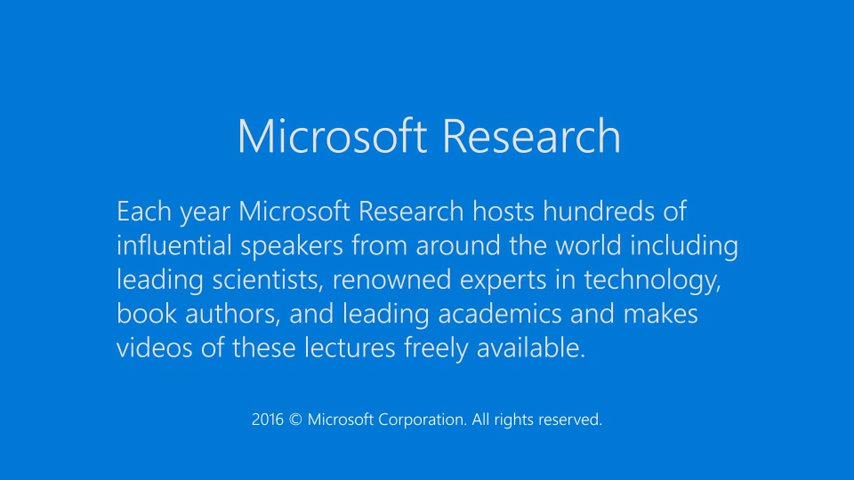 Microsoft Research
Each year Microsoft Research hosts hundreds of
influential speakers from around the world including
leading scientists, renowned experts in technology,
book authors, and leading academics and makes
videos of these lectures freely available.
2016 © Microsoft Corporation. All rights reserved.